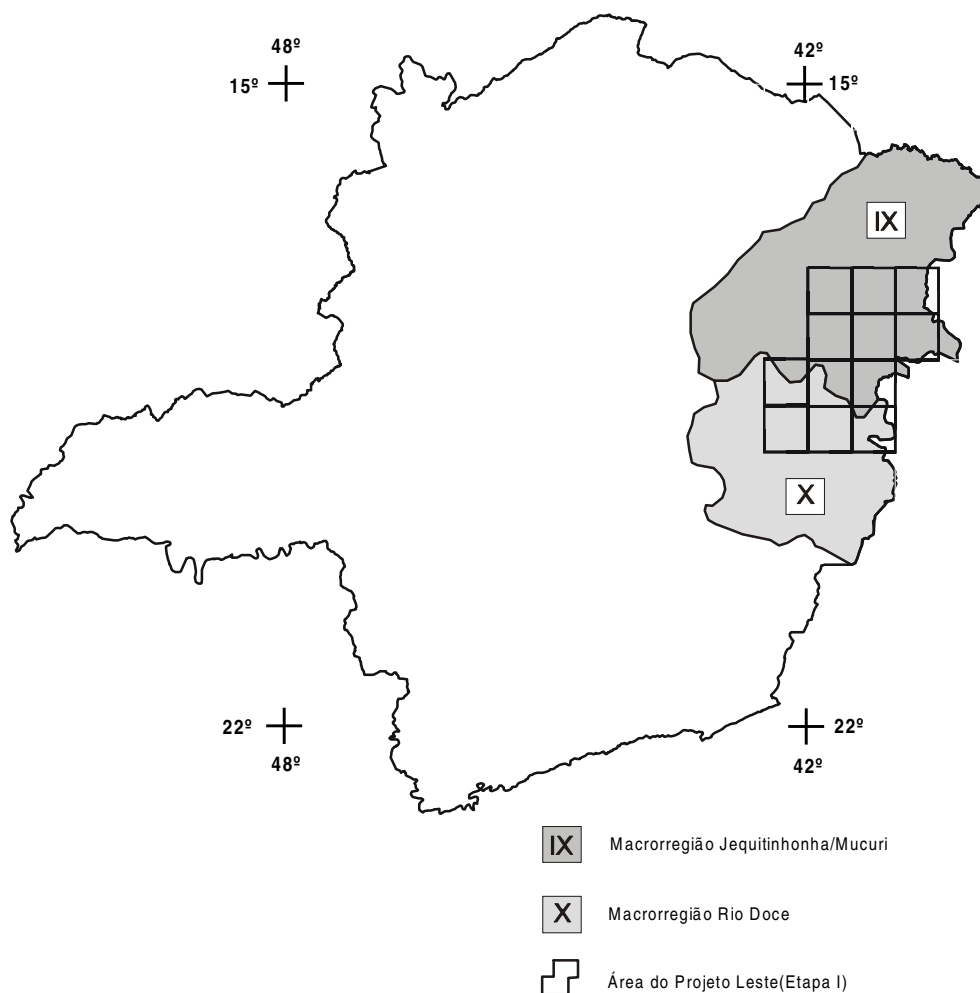 48º
42º
15º
15º
IX
X
22º
22º
48º
42º
IX Macrorregião Jequitinhonha/Mucuri
X Macrorregião Rio Doce
Área do Projeto Leste(Etapa I)